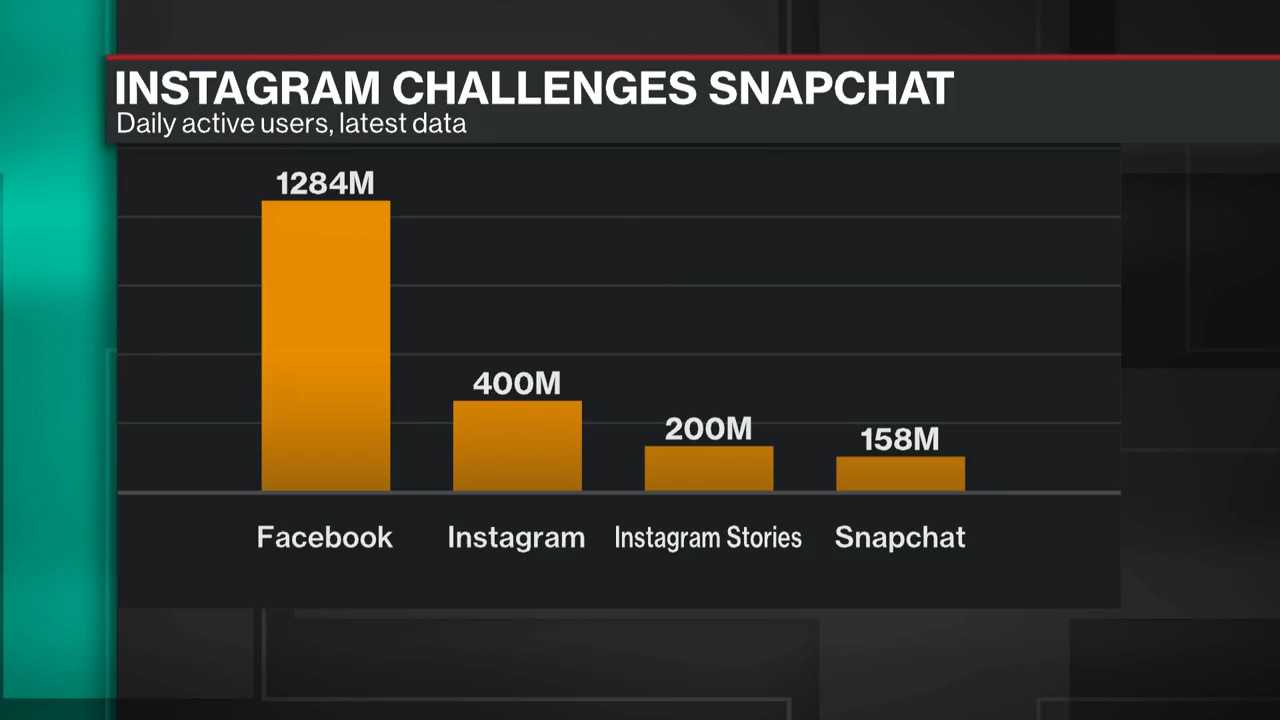 INSTAGRAM CHALLENGES SNAPCHAT
Daily active users, latest data
1284M
400M
200M
158M
Facebook
Instagram
Instagram Stories
Snapchat